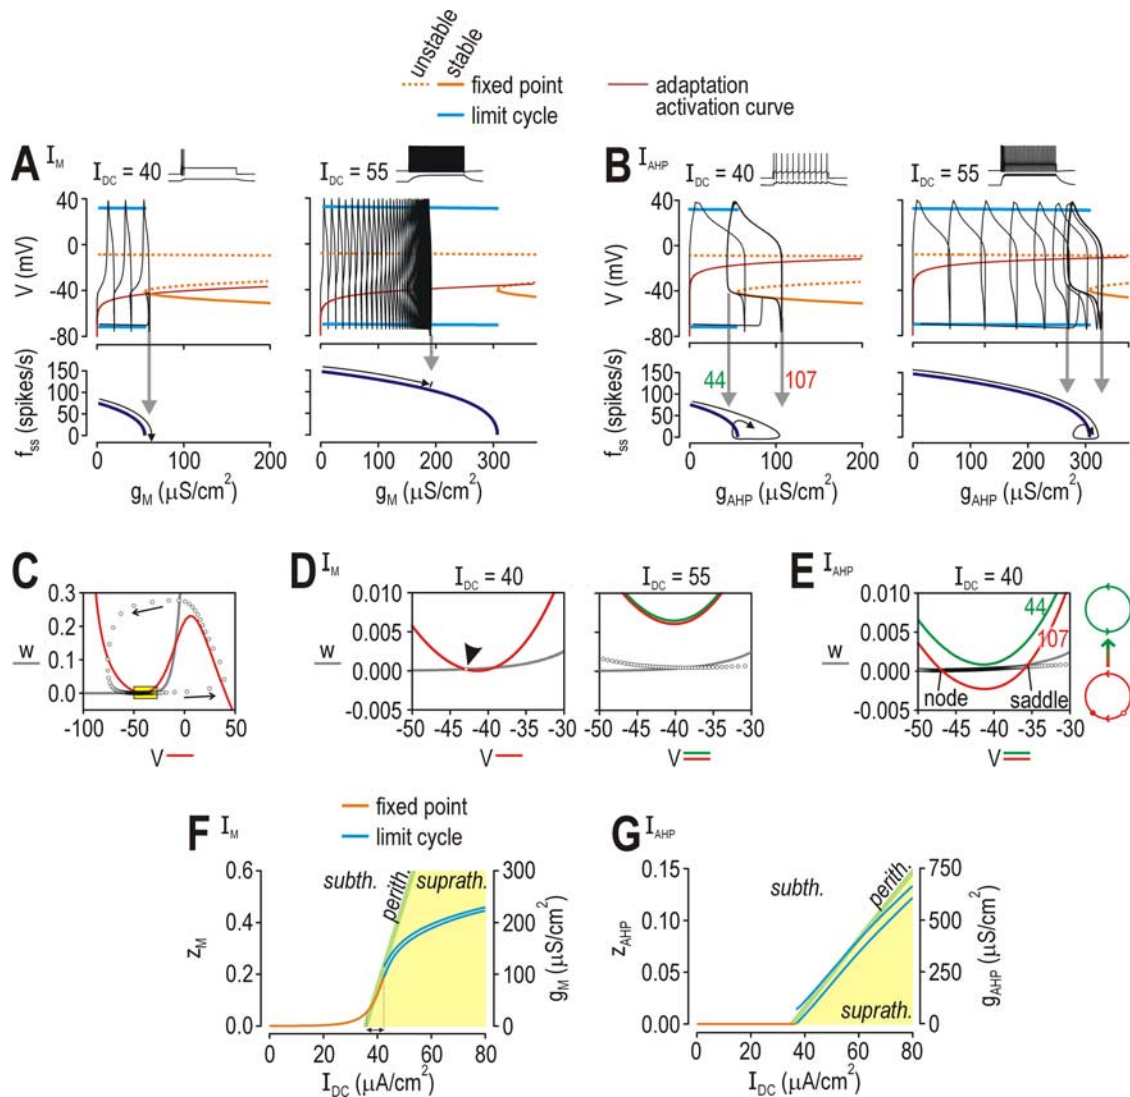 unstable
stable
fixed point
limit cycle
adaptation
activation curve
A I_M
I_DC = 40
I_DC = 55
V (mV)
40
0
-40
-80
f_ss (spikes/s)
150
100
50
0
0 100 200
g_M (μS/cm²)
0 100 200 300
g_M (μS/cm²)
B I_AHP
I_DC = 40
I_DC = 55
V (mV)
40
0
-40
-80
44
107
f_ss (spikes/s)
150
100
50
0
0 100 200
g_AHP (μS/cm²)
0 100 200 300
g_AHP (μS/cm²)
C
w
0.3
0.2
0.1
0.0
-100 -50 0 50
V
D I_M
I_DC = 40
I_DC = 55
w
0.010
0.005
0.000
-0.005
-50 -45 -40 -35 -30
V
0.010
0.005
0.000
-0.005
-50 -45 -40 -35 -30
V
E I_AHP
I_DC = 40
w
0.010
0.005
0.000
-0.005
44
107
node
saddle
-50 -45 -40 -35 -30
V
fixed point
limit cycle
F I_M
z_M
0.6
0.4
0.2
0.0
subth.
perith.
suprath.
300
200
100
0
g_M (μS/cm²)
0 20 40 60 80
I_DC (μA/cm²)
G I_AHP
z_AHP
0.15
0.10
0.05
0.00
subth.
perith.
suprath.
750
500
250
0
g_AHP (μS/cm²)
0 20 40 60 80
I_DC (μA/cm²)